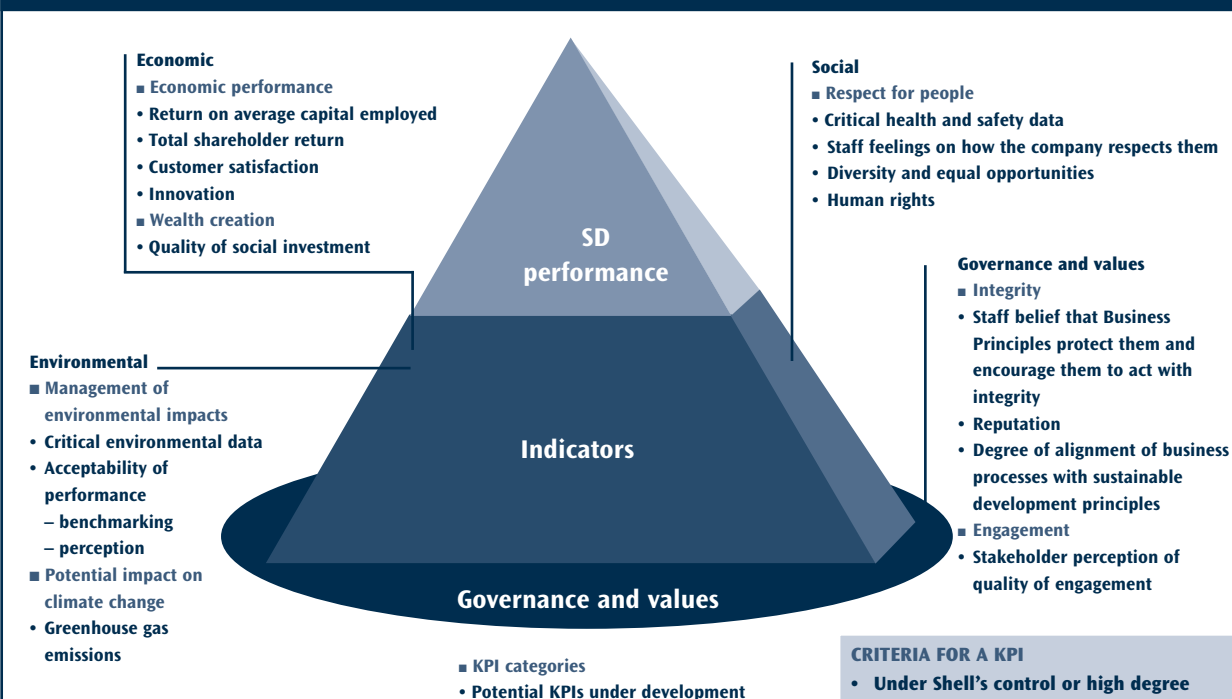 Economic
■ Economic performance
• Return on average capital employed
• Total shareholder return
• Customer satisfaction
• Innovation
■ Wealth creation
• Quality of social investment
Social
■ Respect for people
• Critical health and safety data
• Staff feelings on how the company respects them
• Diversity and equal opportunities
• Human rights
SD
performance
Governance and values
■ Integrity
• Staff belief that Business
Principles protect them and
encourage them to act with
integrity
• Reputation
• Degree of alignment of business
processes with sustainable
development principles
■ Engagement
• Stakeholder perception of
quality of engagement
Environmental
■ Management of
environmental impacts
• Critical environmental data
• Acceptability of
performance
– benchmarking
– perception
■ Potential impact on
climate change
• Greenhouse gas
emissions
Indicators
Governance and values
■ KPI categories
• Potential KPIs under development
CRITERIA FOR A KPI
• Under Shell's control or high degree